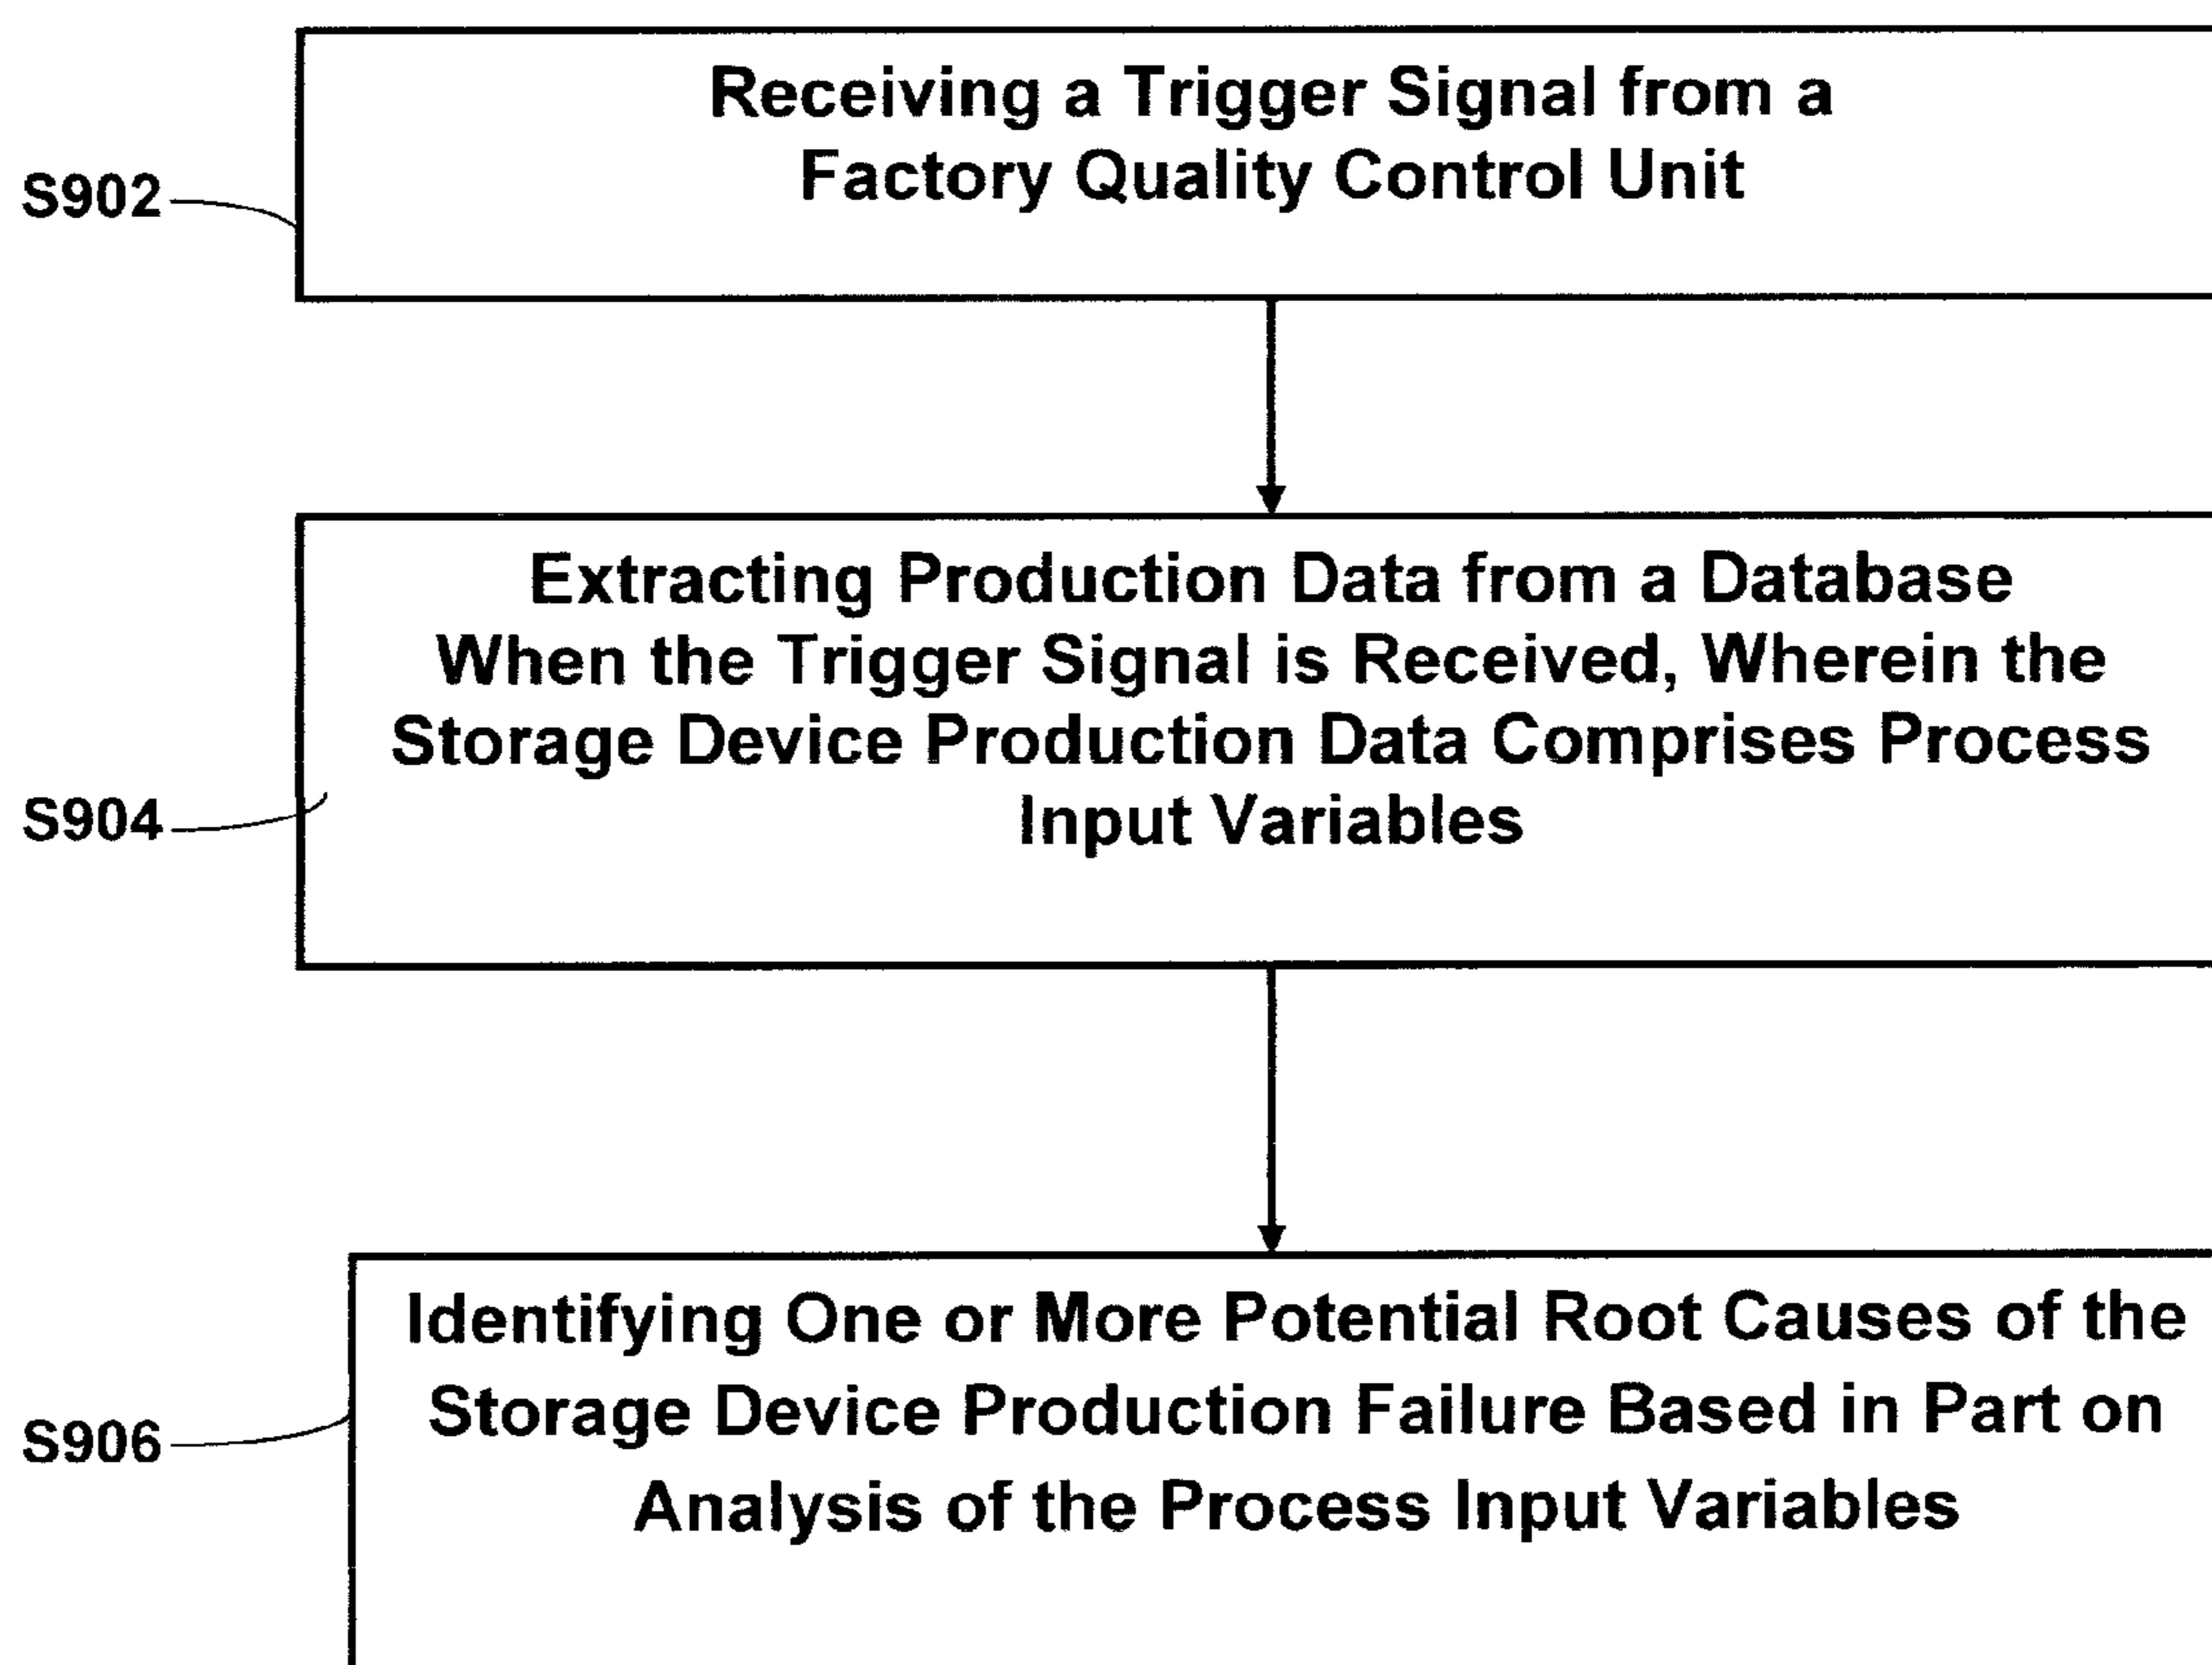 Receiving a Trigger Signal from a
Factory Quality Control Unit
S902
Extracting Production Data from a Database
When the Trigger Signal is Received, Wherein the
Storage Device Production Data Comprises Process
Input Variables
S904
Identifying One or More Potential Root Causes of the
Storage Device Production Failure Based in Part on
Analysis of the Process Input Variables
S906